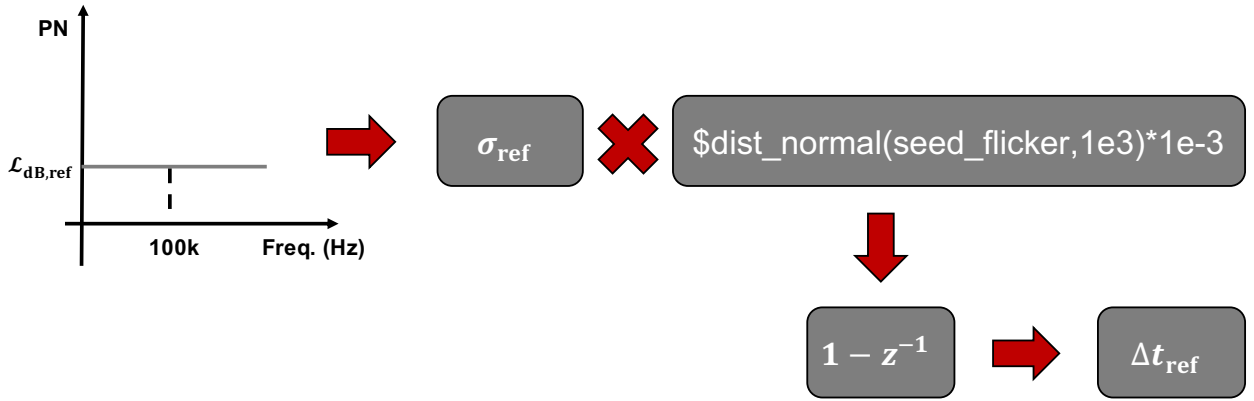 PN
ℒdB,ref
100k
Freq. (Hz)
σref
$dist_normal(seed_flicker,1e3)*1e-3
1 − z⁻¹
Δtref